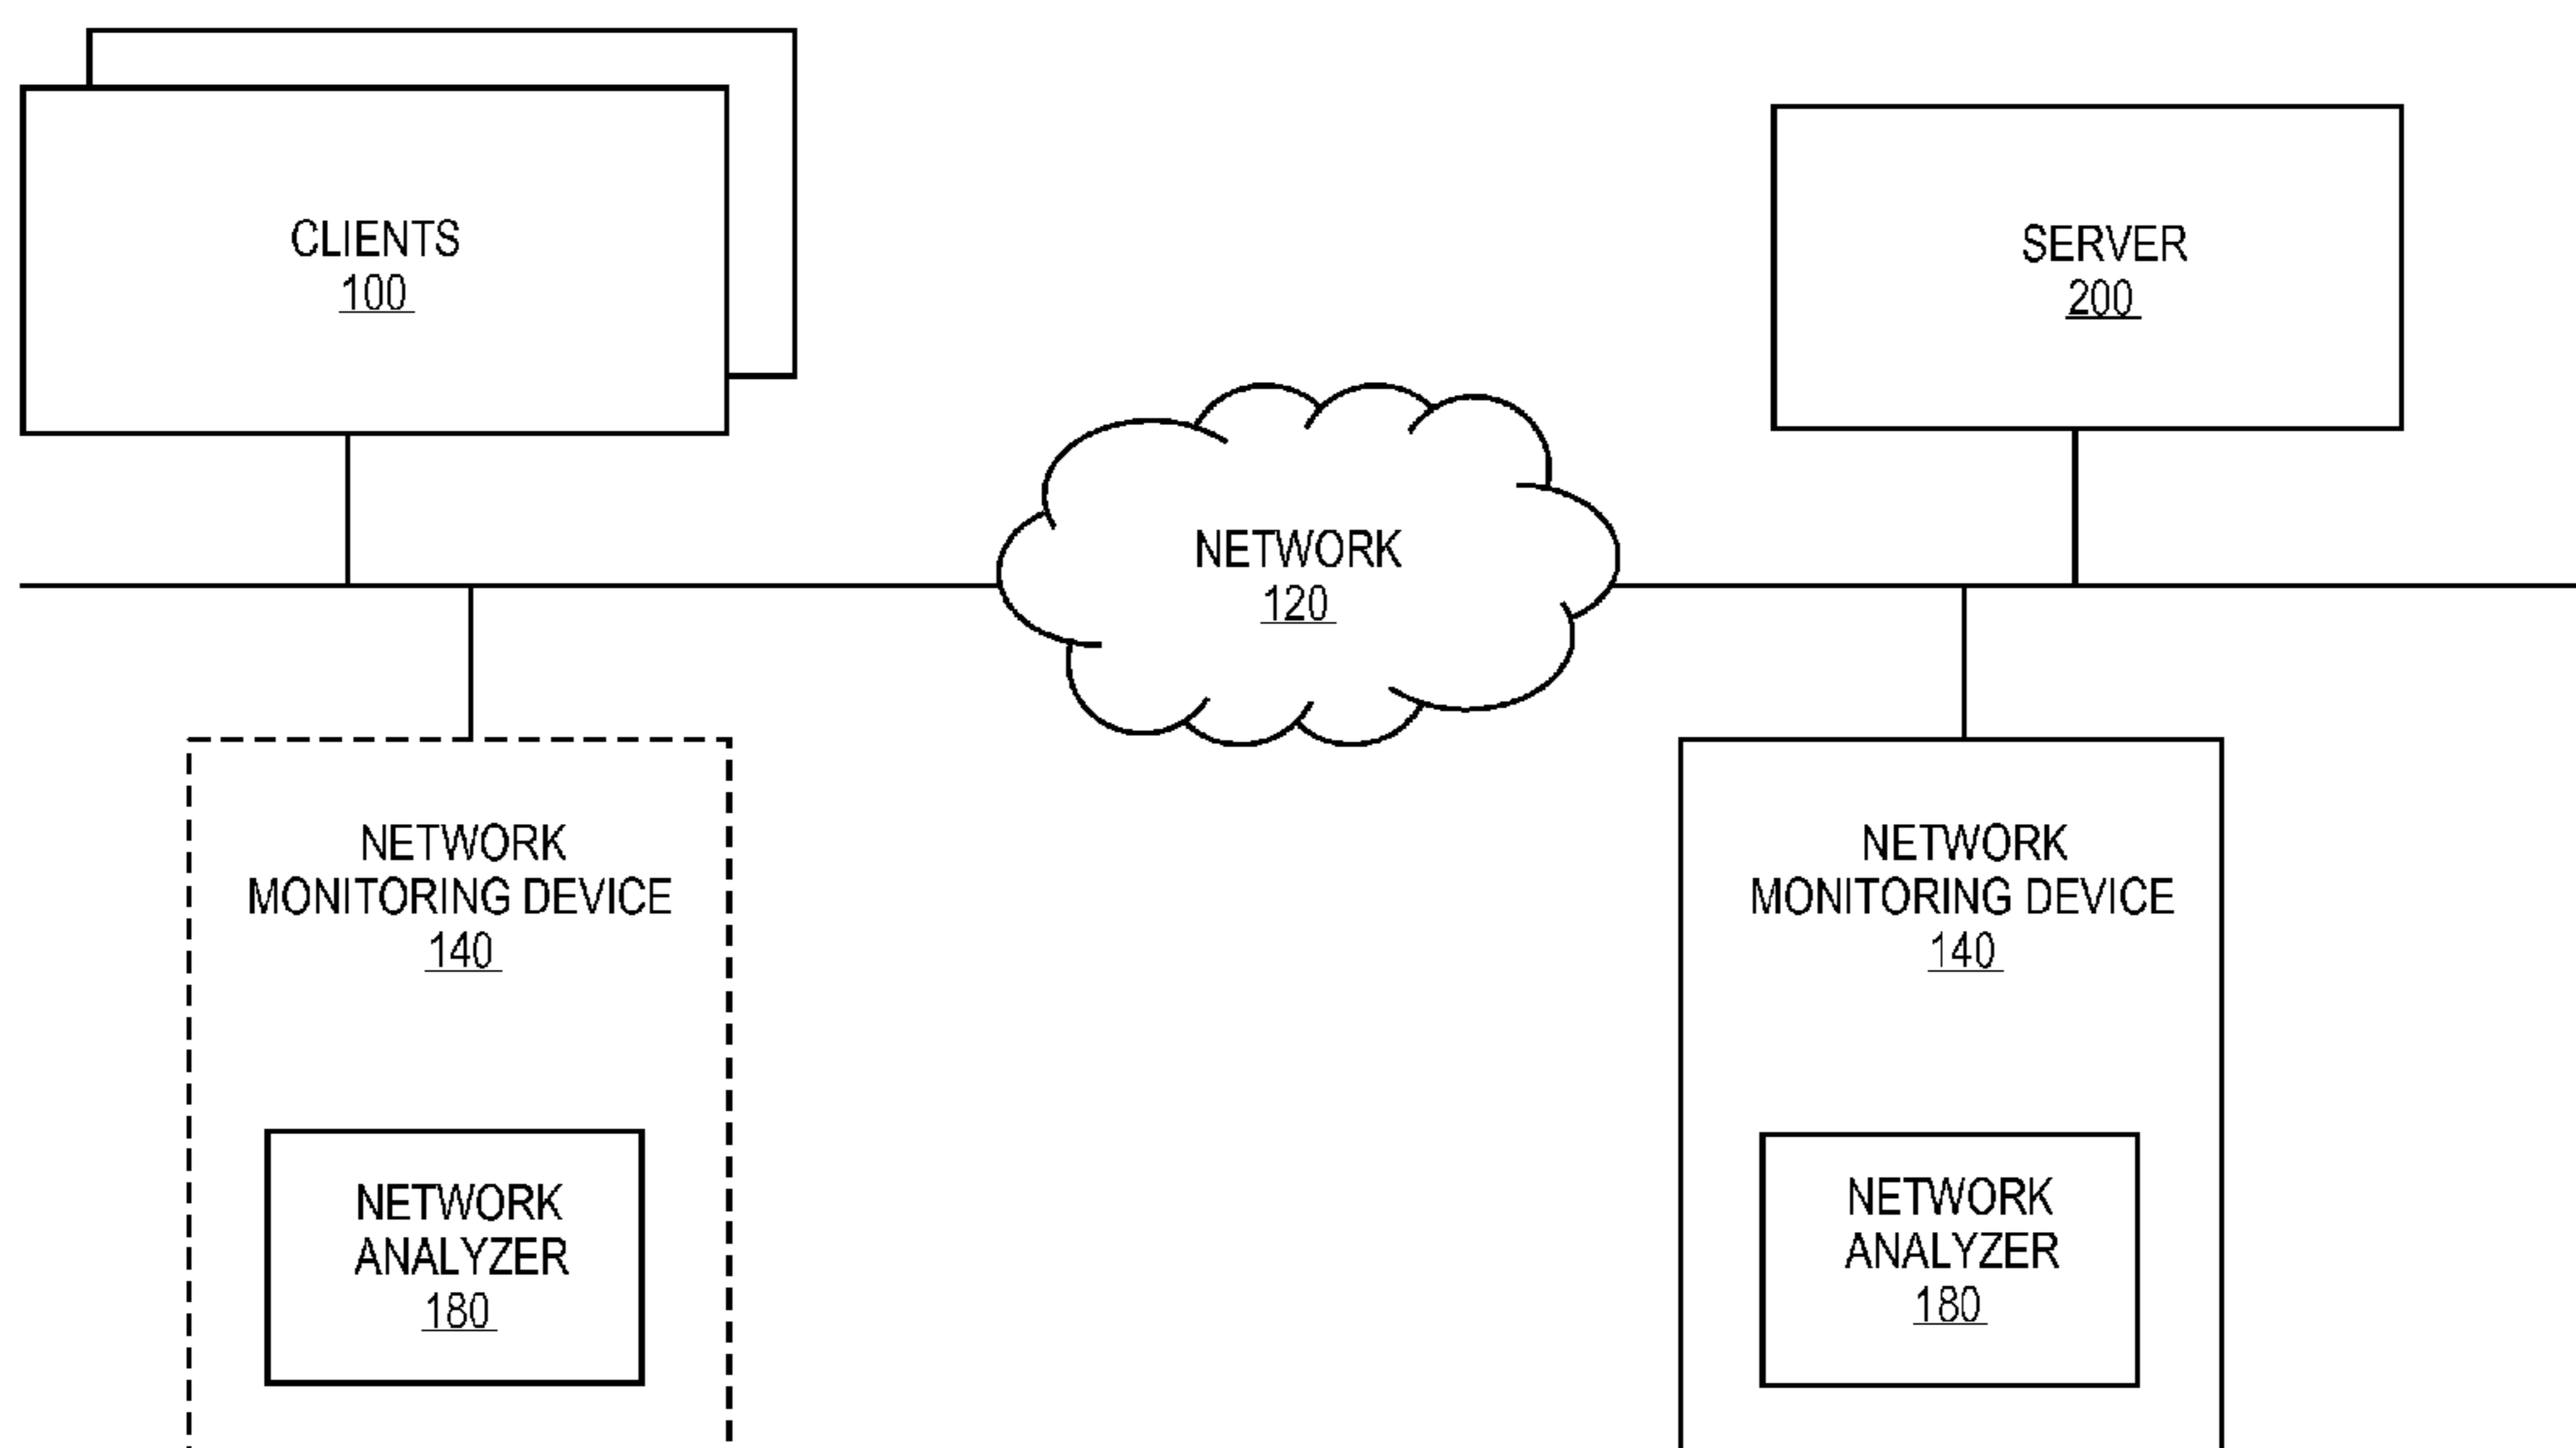 CLIENTS
100
SERVER
200
NETWORK
120
NETWORK
MONITORING DEVICE
140
NETWORK
ANALYZER
180
NETWORK
MONITORING DEVICE
140
NETWORK
ANALYZER
180